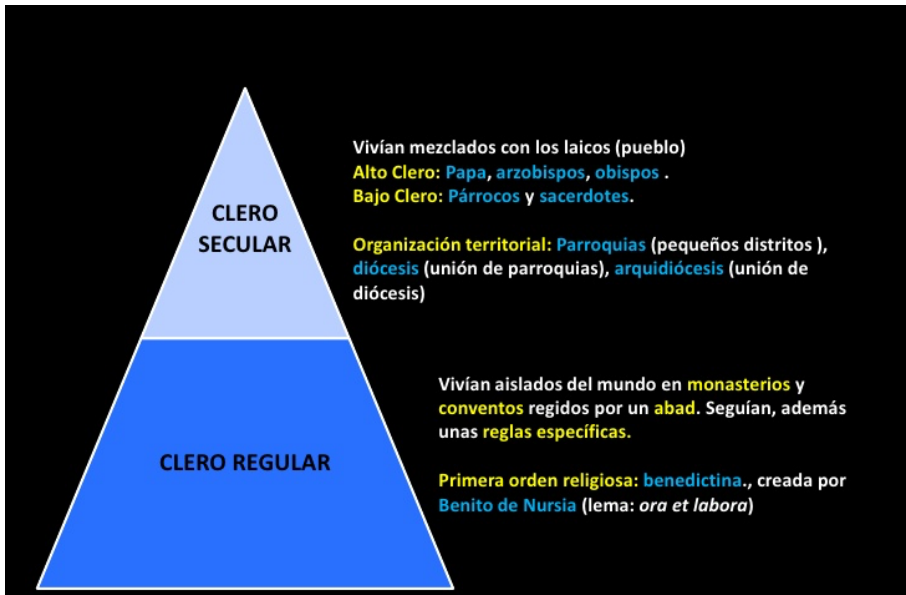 Vivían mezclados con los laicos (pueblo)
Alto Clero: Papa, arzobispos, obispos .
Bajo Clero: Párrocos y sacerdotes.
CLERO
SECULAR
Organización territorial: Parroquias (pequeños distritos ),
diócesis (unión de parroquias), arquidiócesis (unión de
diócesis)
Vivían aislados del mundo en monasterios y
conventos regidos por un abad. Seguían, además
unas reglas específicas.
CLERO REGULAR
Primera orden religiosa: benedictina., creada por
Benito de Nursia (lema: ora et labora)